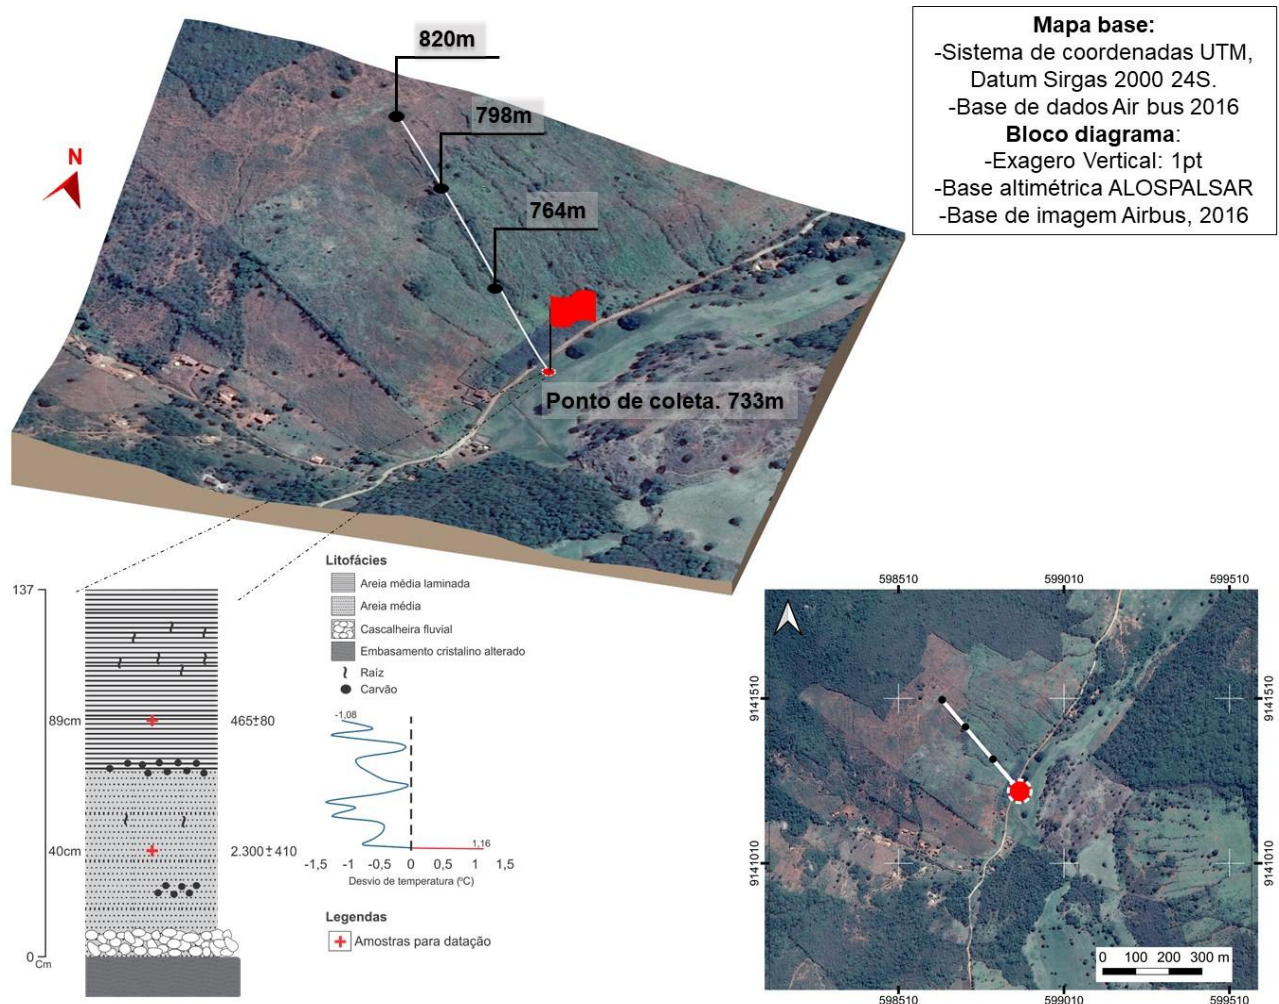 820m
798m
764m
N
Ponto de coleta. 733m
Mapa base:
-Sistema de coordenadas UTM,
Datum Sirgas 2000 24S.
-Base de dados Air bus 2016
Bloco diagrama:
-Exagero Vertical: 1pt
-Base altimétrica ALOSPALSAR
-Base de imagem Airbus, 2016
137
89cm
40cm
0
Cm
465±80
2.300±410
Litofácies
Areia média laminada
Areia média
Cascalheira fluvial
Embasamento cristalino alterado
Raíz
Carvão
-1,08
1,16
-1,5 -1 -0,5 0 0,5 1 1,5
Desvio de temperatura (ºC)
Legendas
Amostras para datação
598510 599010 599510
9141510 9141510
9141010 9141010
0 100 200 300 m
598510 599010 599510